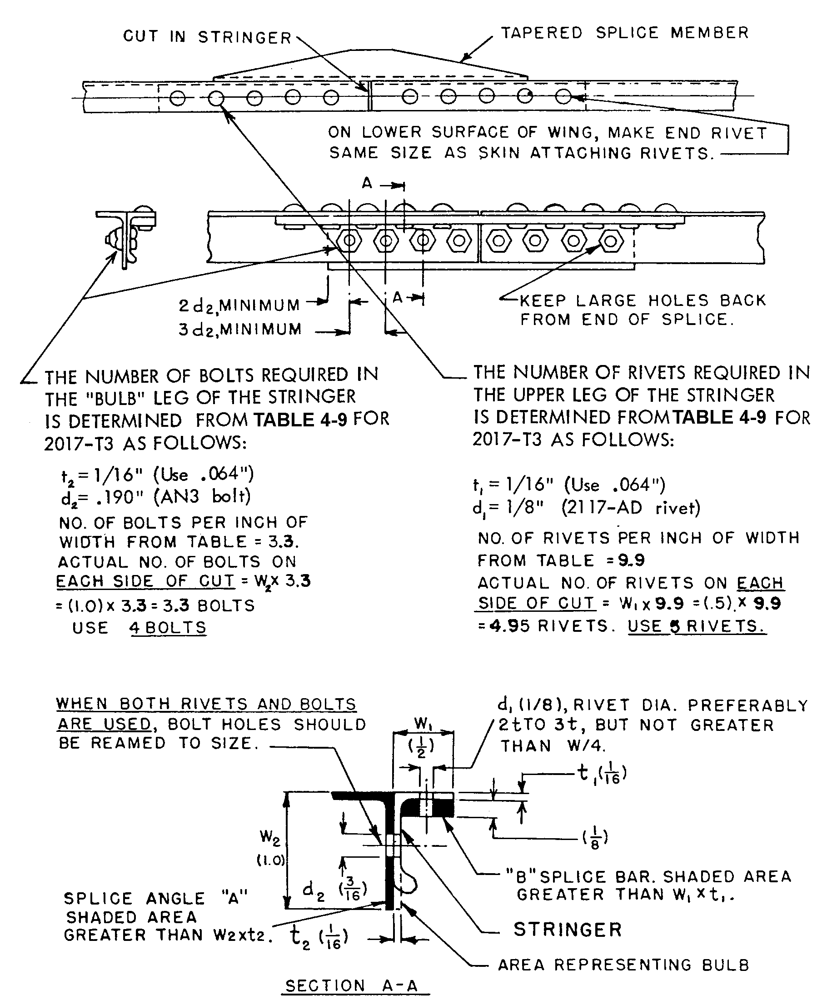 CUT IN STRINGER
TAPERED SPLICE MEMBER
ON LOWER SURFACE OF WING, MAKE END RIVET
SAME SIZE AS SKIN ATTACHING RIVETS.
A
A
2d2, MINIMUM
3d2, MINIMUM
KEEP LARGE HOLES BACK
FROM END OF SPLICE.
THE NUMBER OF BOLTS REQUIRED IN
THE "BULB" LEG OF THE STRINGER
IS DETERMINED FROM TABLE 4-9 FOR
2017-T3 AS FOLLOWS:
t2 = 1/16" (Use .064")
d2= .190" (AN3 bolt)
NO. OF BOLTS PER INCH OF
WIDTH FROM TABLE = 3.3.
ACTUAL NO. OF BOLTS ON
EACH SIDE OF CUT = W2 x 3.3
= (1.0) x 3.3 = 3.3 BOLTS
USE 4 BOLTS
THE NUMBER OF RIVETS REQUIRED IN
THE UPPER LEG OF THE STRINGER
IS DETERMINED FROM TABLE 4-9 FOR
2017-T3 AS FOLLOWS:
t1 = 1/16" (Use .064")
d1 = 1/8" (2117-AD rivet)
NO. OF RIVETS PER INCH OF WIDTH
FROM TABLE = 9.9
ACTUAL NO. OF RIVETS ON EACH
SIDE OF CUT = W1 x 9.9 = (.5) x 9.9
= 4.95 RIVETS. USE 5 RIVETS.
WHEN BOTH RIVETS AND BOLTS
ARE USED, BOLT HOLES SHOULD
BE REAMED TO SIZE.
W1
(1/2)
d1 (1/8), RIVET DIA. PREFERABLY
2t TO 3t, BUT NOT GREATER
THAN W/4.
t1 (1/16)
(1/8)
W2
(1.0)
d2 (3/16)
"B" SPLICE BAR. SHADED AREA
GREATER THAN W1 x t1.
SPLICE ANGLE "A"
SHADED AREA
GREATER THAN W2xt2.
t2 (1/16)
STRINGER
AREA REPRESENTING BULB
SECTION A-A